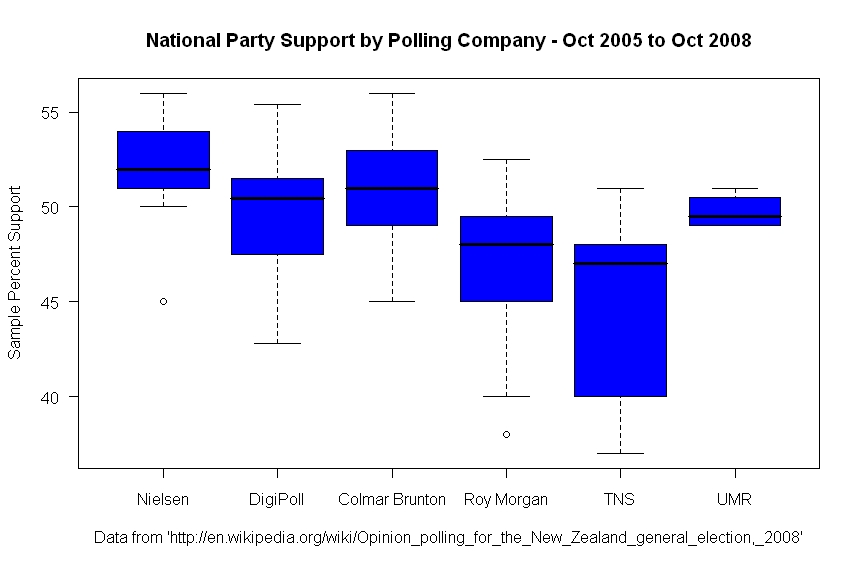 National Party Support by Polling Company - Oct 2005 to Oct 2008
Sample Percent Support
55
50
45
40
Nielsen DigiPoll Colmar Brunton Roy Morgan TNS UMR
Data from 'http://en.wikipedia.org/wiki/Opinion_polling_for_the_New_Zealand_general_election,_2008'